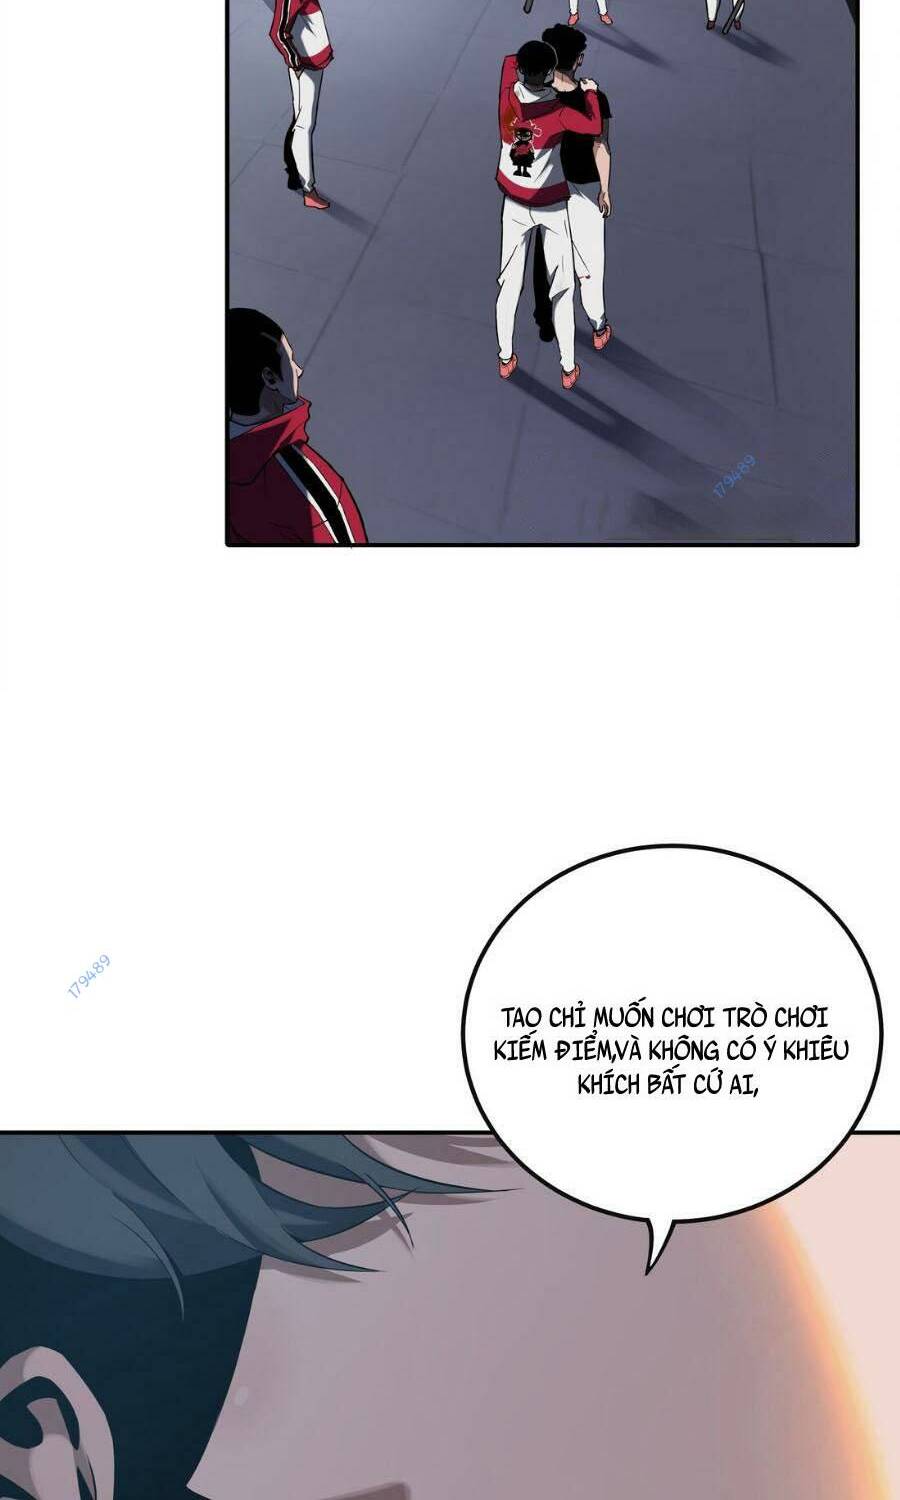 179489
179489
TAO CHỈ MUỐN CHƠI TRÒ CHƠI
KIẾM ĐIỂM,VÀ KHÔNG CÓ Ý KHIÊU
KHÍCH BẤT CỨ AI,